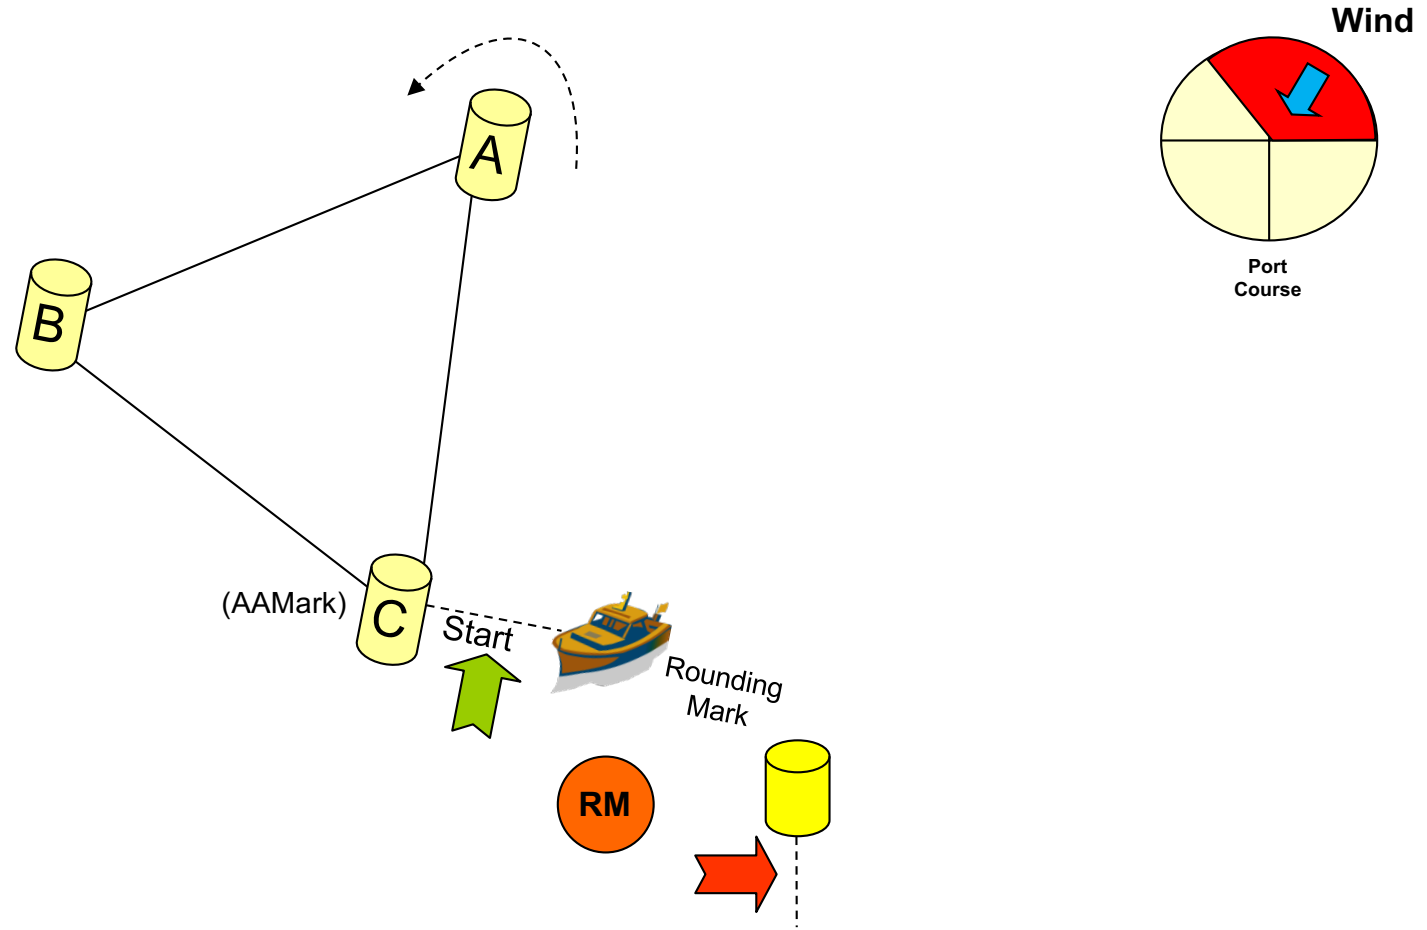 Wind
A
Port
Course
B
(AAMark)
C
Start
Rounding
Mark
RM